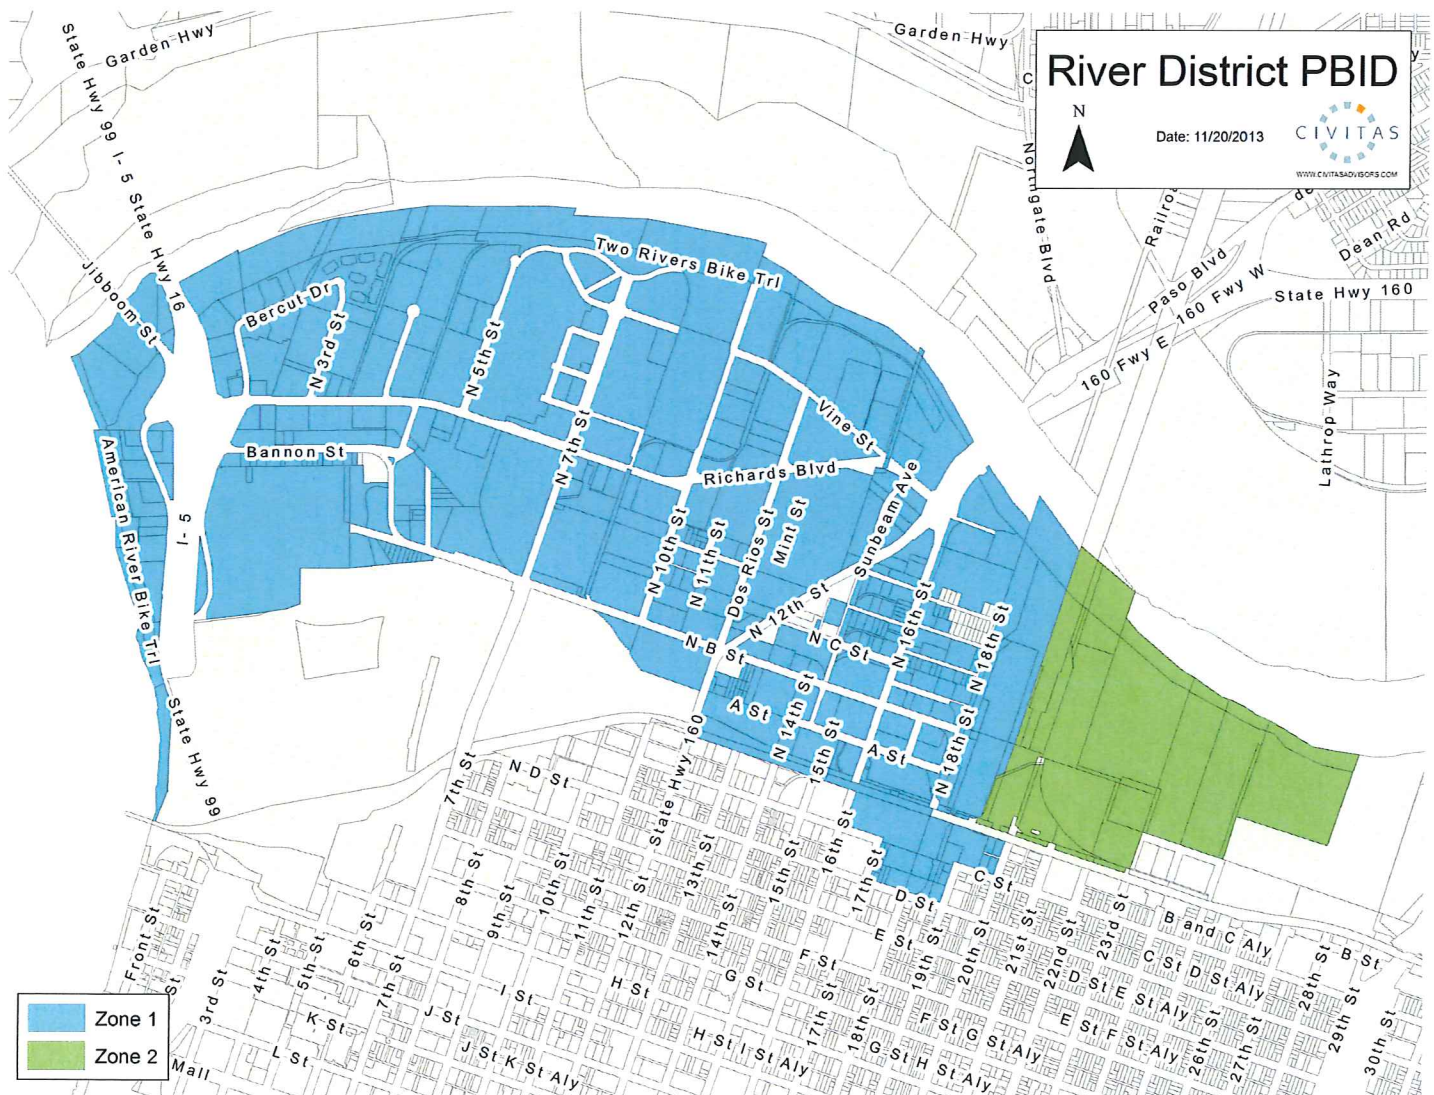 River District PBID
N
Date: 11/20/2013
CIVITAS
WWW.CIVITASADVISORS.COM
Garden Hwy
Garden Hwy
State Hwy 99 I-5 State Hwy 16
Northgate Blvd
Dean Rd
Paso Blvd
160 Fwy W
160 Fwy E
State Hwy 160
Lathrop Way
Jibboom St
Bercut Dr
N 3rd St
N 5th St
Two Rivers Bike Trl
N 7th St
Vine St
Bannon St
Richards Blvd
American River Bike Trl
I-5
N 10th St
N 11th St
Dos Rios St
Mint St
Sunbeam Ave
N 12th St
N B St
N C St
N 16th St
N 18th St
A St
N 14th St
15th St
A St
N 18th St
State Hwy 99
State Hwy 160
7th St
N D St
8th St
9th St
10th St
11th St
12th St
13th St
14th St
15th St
16th St
17th St
D St
C St
E St
F St
G St
H St
I St
J St
K St
L St
Mall
Front St
St
3rd St
4th St
5th St
6th St
7th St
J St K St Aly
H St I St Aly
17th St
18th St
19th St
20th St
21st St
22nd St
23rd St
B and C Aly
B St
C St D St Aly
D St E St Aly
E St F St Aly
F St G St Aly
G St H St Aly
26th St
27th St
28th St
29th St
30th St
Zone 1
Zone 2